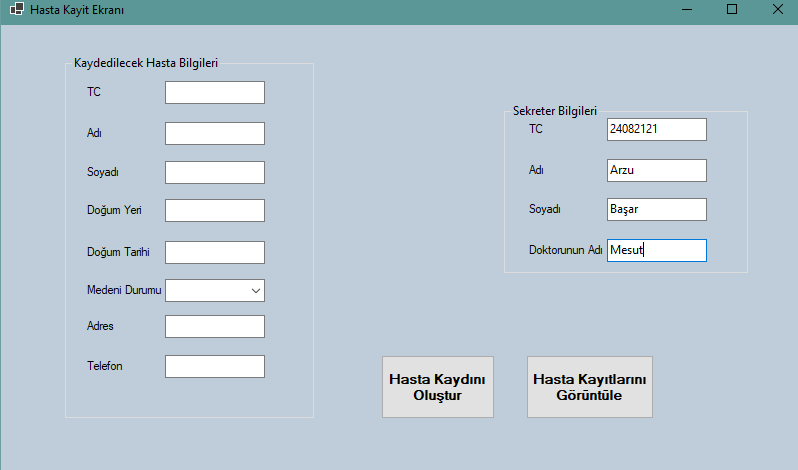 Hasta Kayit Ekranı
Kaydedilecek Hasta Bilgileri
TC
Adı
Soyadı
Doğum Yeri
Doğum Tarihi
Medeni Durumu
Adres
Telefon
Sekreter Bilgileri
TC 24082121
Adı Arzu
Soyadı Başar
Doktorunun Adı Mesut
Hasta Kaydını
Oluştur
Hasta Kayıtlarını
Görüntüle